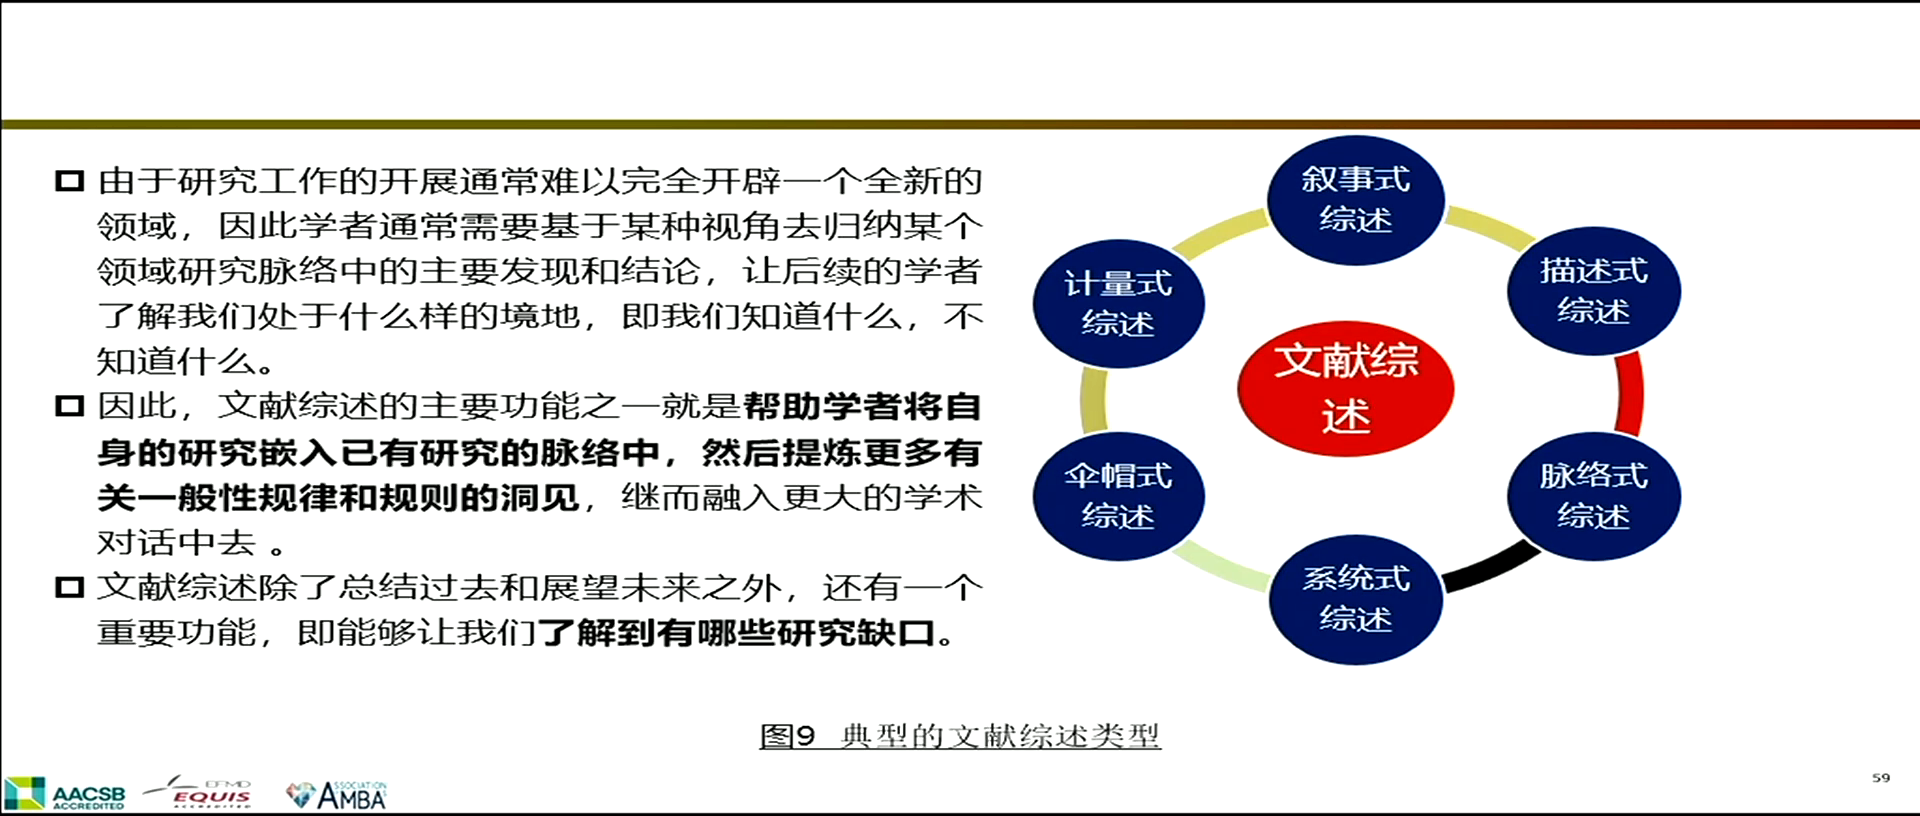 由于研究工作的开展通常难以完全开辟一个全新的
领域，因此学者通常需要基于某种视角去归纳某个
领域研究脉络中的主要发现和结论，让后续的学者
了解我们处于什么样的境地，即我们知道什么，不
知道什么。
因此，文献综述的主要功能之一就是帮助学者将自
身的研究嵌入已有研究的脉络中，然后提炼更多有
关一般性规律和规则的洞见，继而融入更大的学术
对话中去 。
文献综述除了总结过去和展望未来之外，还有一个
重要功能，即能够让我们了解到有哪些研究缺口。
叙事式
综述
描述式
综述
脉络式
综述
系统式
综述
伞帽式
综述
计量式
综述
文献综
述
图9 典型的文献综述类型
AACSB
ACCREDITED
EFMD
EQUIS
ACCREDITED
ASSOCIATION
AMBA
59